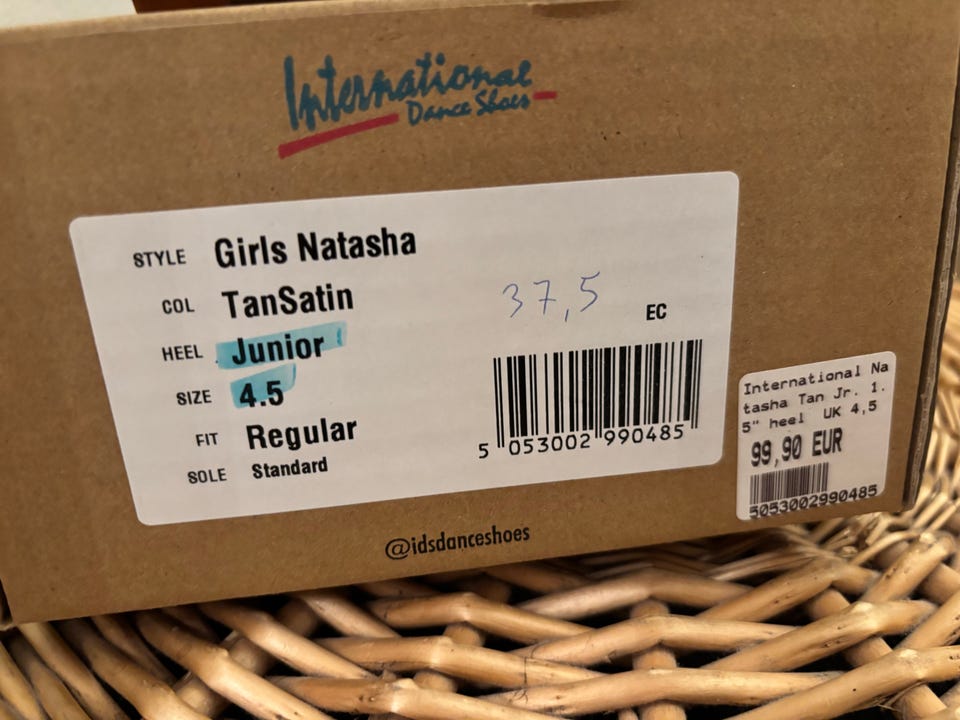 International
Dance Shoes
STYLE Girls Natasha
COL TanSatin
HEEL Junior
SIZE 4.5
FIT Regular
SOLE Standard
37,5
EC
5 053002 990485
International Na
tasha Tan Jr. 1.
5" heel UK 4,5
99,90 EUR
5053002990485
@idsdanceshoes